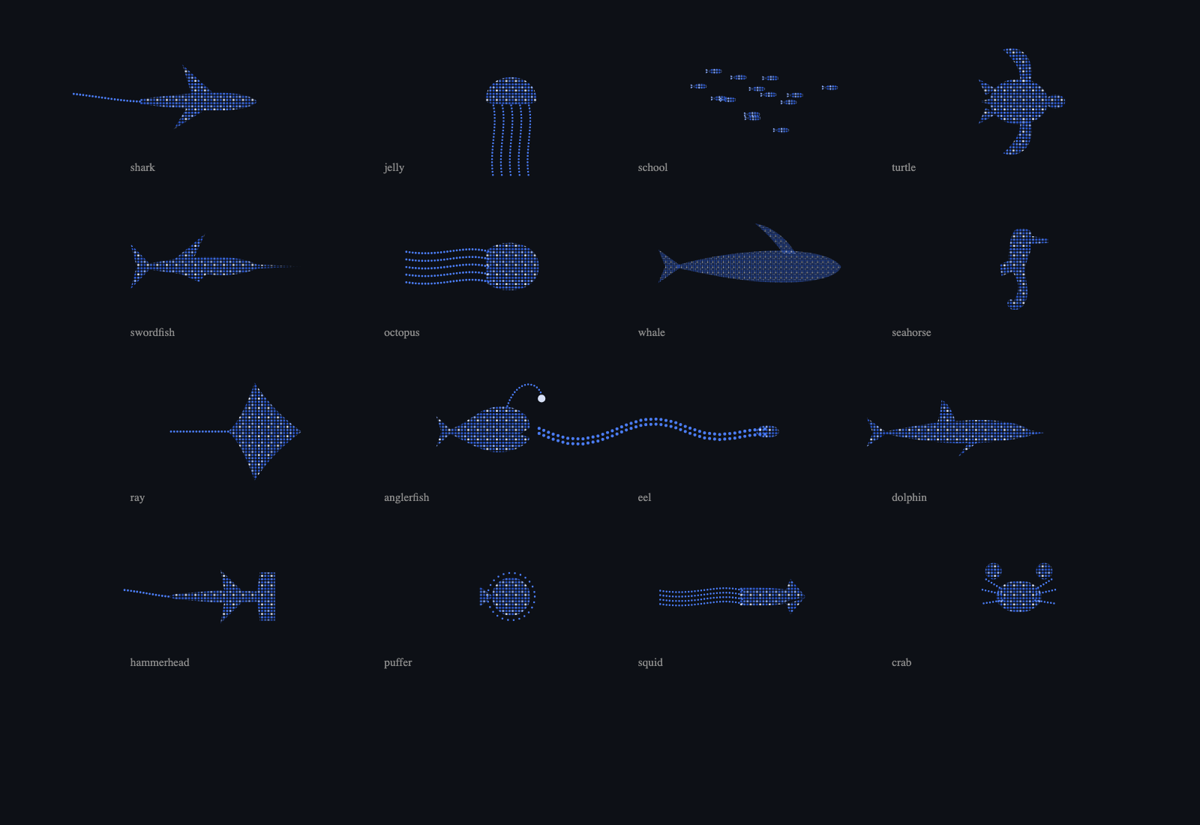 shark
jelly
school
turtle
swordfish
octopus
whale
seahorse
ray
anglerfish
eel
dolphin
hammerhead
puffer
squid
crab